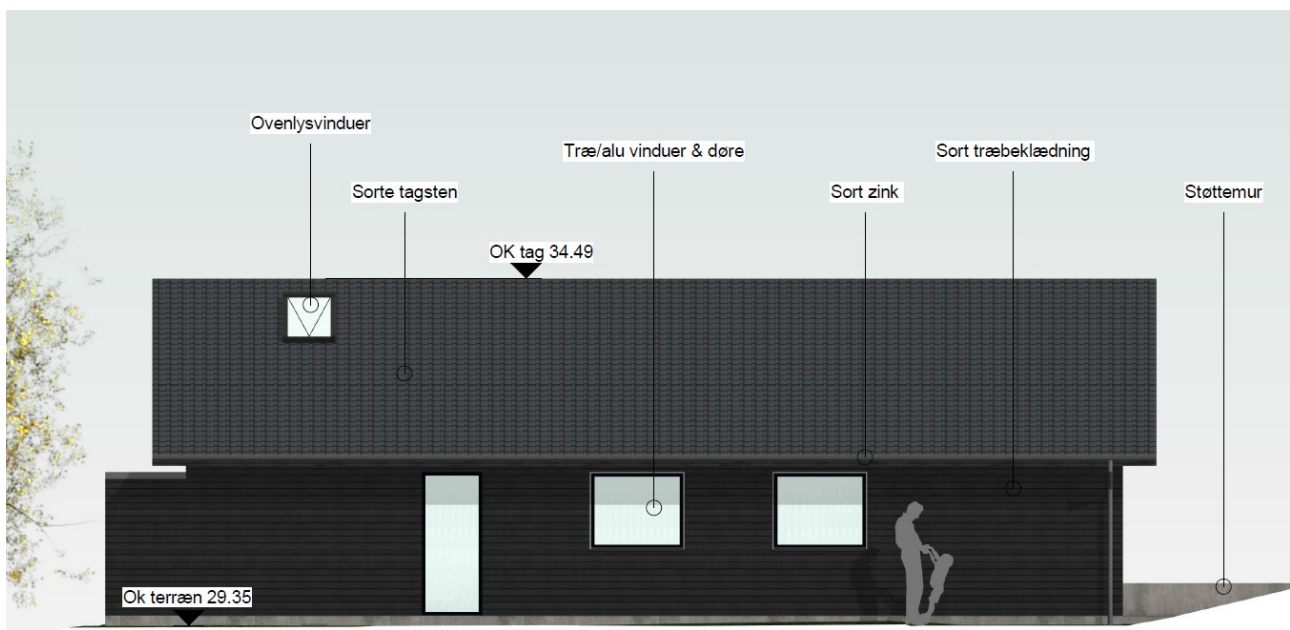 Ovenlysvinduer
Træ/alu vinduer & døre
Sort træbeklædning
Sorte tagsten
Sort zink
Støttemur
OK tag 34.49
Ok terræn 29.35